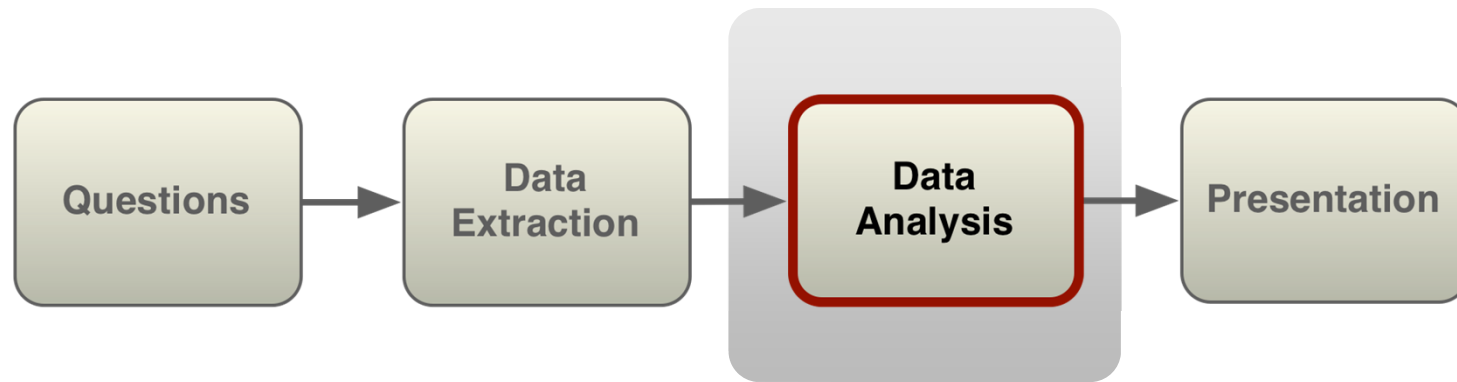 Questions
Data
Extraction
Data
Analysis
Presentation